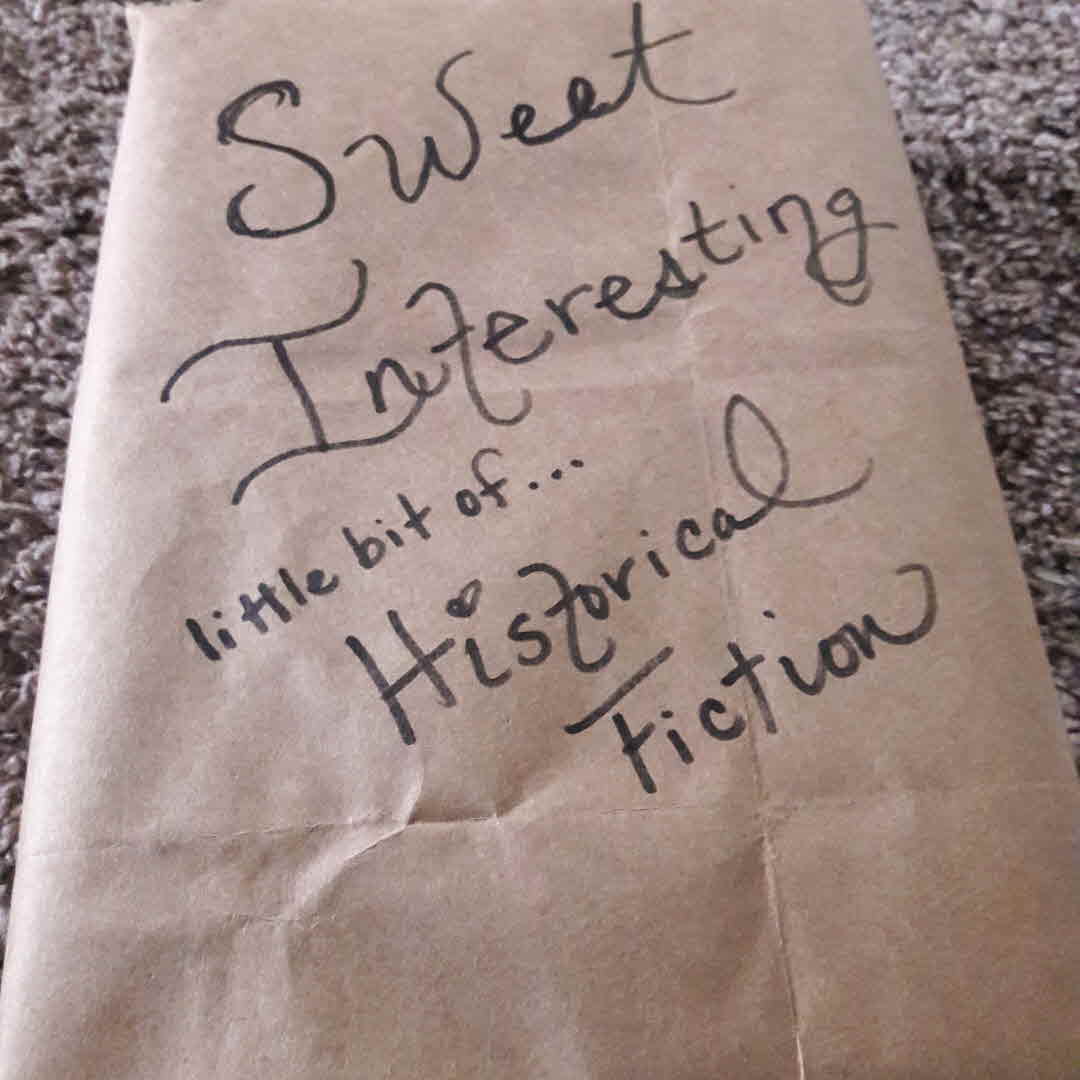 Sweet
Interesting
little bit of...
Historical
Fiction